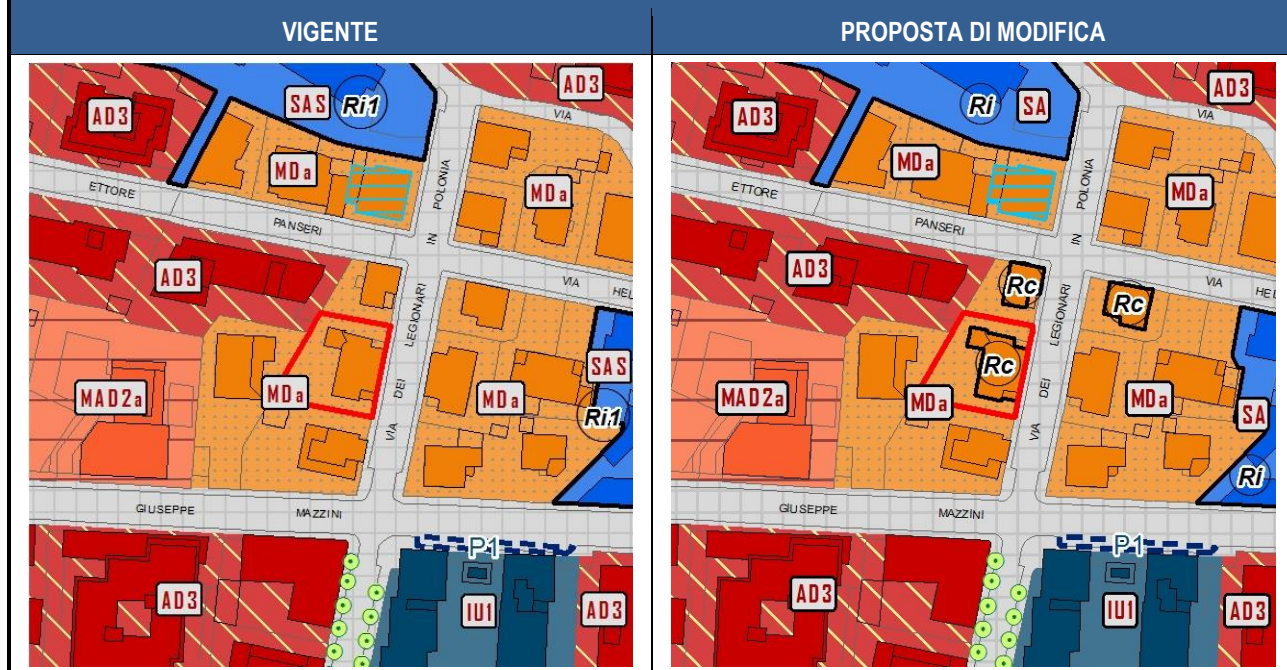 VIGENTE
PROPOSTA DI MODIFICA
AD3
SAS
Ri1
AD3
VIA
MDa
POLONIA
MDa
ETTORE
PANSERI
IN
AD3
VIA
HEL
LEGIONARI
SAS
MAD2a
MDa
DEI
MDa
Ri1
VIA
GIUSEPPE
MAZZINI
P1
AD3
IU1
AD3
AD3
Ri
SA
AD3
VIA
MDa
POLONIA
MDa
ETTORE
PANSERI
IN
AD3
Rc
VIA
HEL
Rc
LEGIONARI
Rc
MAD2a
MDa
DEI
MDa
SA
VIA
Ri
GIUSEPPE
MAZZINI
P1
AD3
IU1
AD3